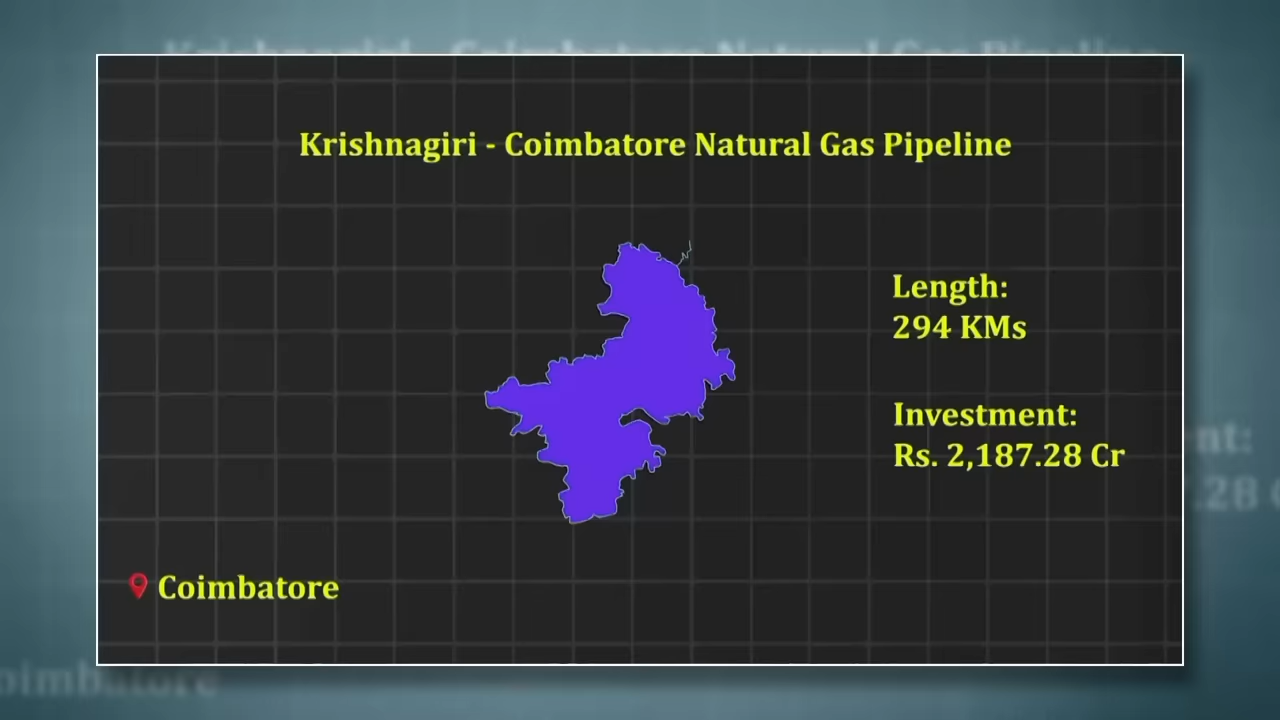 Krishnagiri - Coimbatore Natural Gas Pipeline
Length:
294 KMs
Investment:
Rs. 2,187.28 Cr
Coimbatore